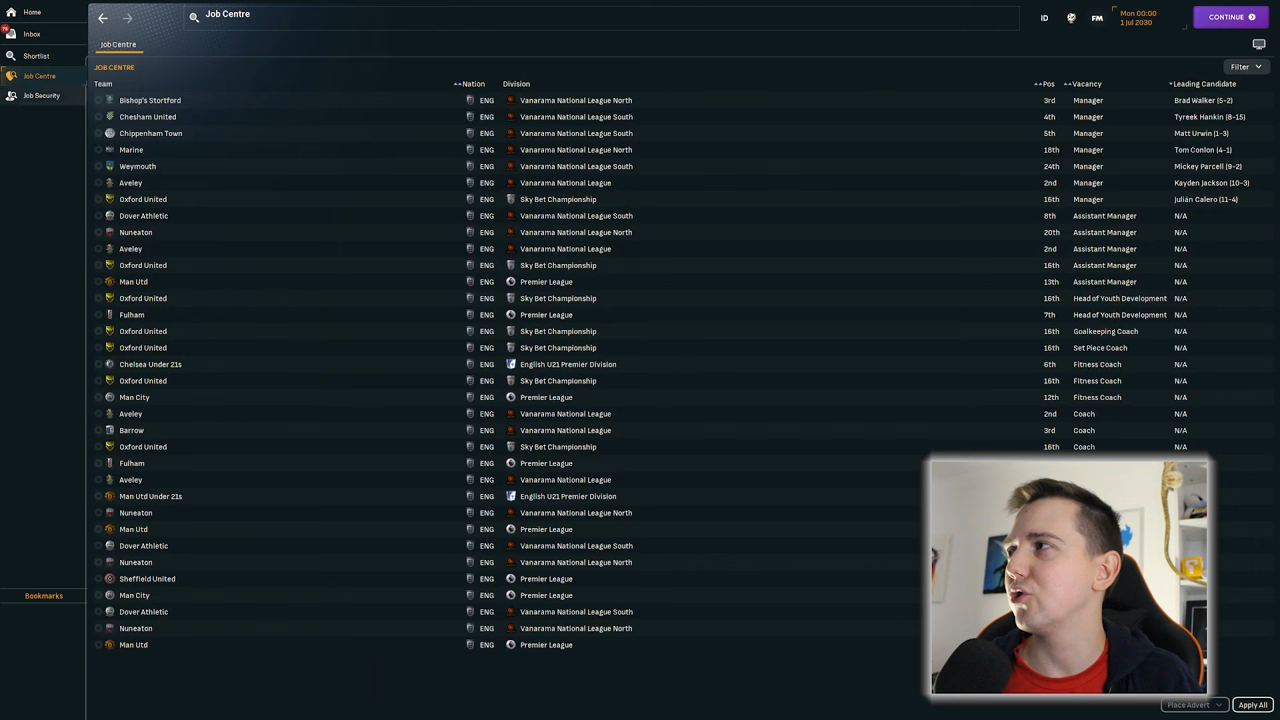 Home
Job Centre
Mon 00:00
1 Jul 2030
ID
FM
CONTINUE
Inbox
Shortlist
Job Centre
Job Security
Bookmarks
Job Centre
JOB CENTRE
Filter
Team Nation Division Pos Vacancy Leading Candidate
Bishop's Stortford ENG Vanarama National League North 3rd Manager Brad Walker (5-2)
Chesham United ENG Vanarama National League South 4th Manager Tyreek Hankin (8-15)
Chippenham Town ENG Vanarama National League South 5th Manager Matt Urwin (1-3)
Marine ENG Vanarama National League North 18th Manager Tom Conlon (4-1)
Weymouth ENG Vanarama National League South 24th Manager Mickey Parcell (9-2)
Aveley ENG Vanarama National League 2nd Manager Kayden Jackson (10-3)
Oxford United ENG Sky Bet Championship 16th Manager Julián Calero (11-4)
Dover Athletic ENG Vanarama National League South 8th Assistant Manager N/A
Nuneaton ENG Vanarama National League North 20th Assistant Manager N/A
Aveley ENG Vanarama National League 2nd Assistant Manager N/A
Oxford United ENG Sky Bet Championship 16th Assistant Manager N/A
Man Utd ENG Premier League 13th Assistant Manager N/A
Oxford United ENG Sky Bet Championship 16th Head of Youth Development N/A
Fulham ENG Premier League 7th Head of Youth Development N/A
Oxford United ENG Sky Bet Championship 16th Goalkeeping Coach N/A
Oxford United ENG Sky Bet Championship 16th Set Piece Coach N/A
Chelsea Under 21s ENG English U21 Premier Division 6th Fitness Coach N/A
Oxford United ENG Sky Bet Championship 16th Fitness Coach N/A
Man City ENG Premier League 12th Fitness Coach N/A
Aveley ENG Vanarama National League 2nd Coach N/A
Barrow ENG Vanarama National League 3rd Coach N/A
Oxford United ENG Sky Bet Championship 16th Coach N/A
Fulham ENG Premier League
Aveley ENG Vanarama National League
Man Utd Under 21s ENG English U21 Premier Division
Nuneaton ENG Vanarama National League North
Man Utd ENG Premier League
Dover Athletic ENG Vanarama National League South
Nuneaton ENG Vanarama National League North
Sheffield United ENG Premier League
Man City ENG Premier League
Dover Athletic ENG Vanarama National League South
Nuneaton ENG Vanarama National League North
Man Utd ENG Premier League
Place Advert
Apply All